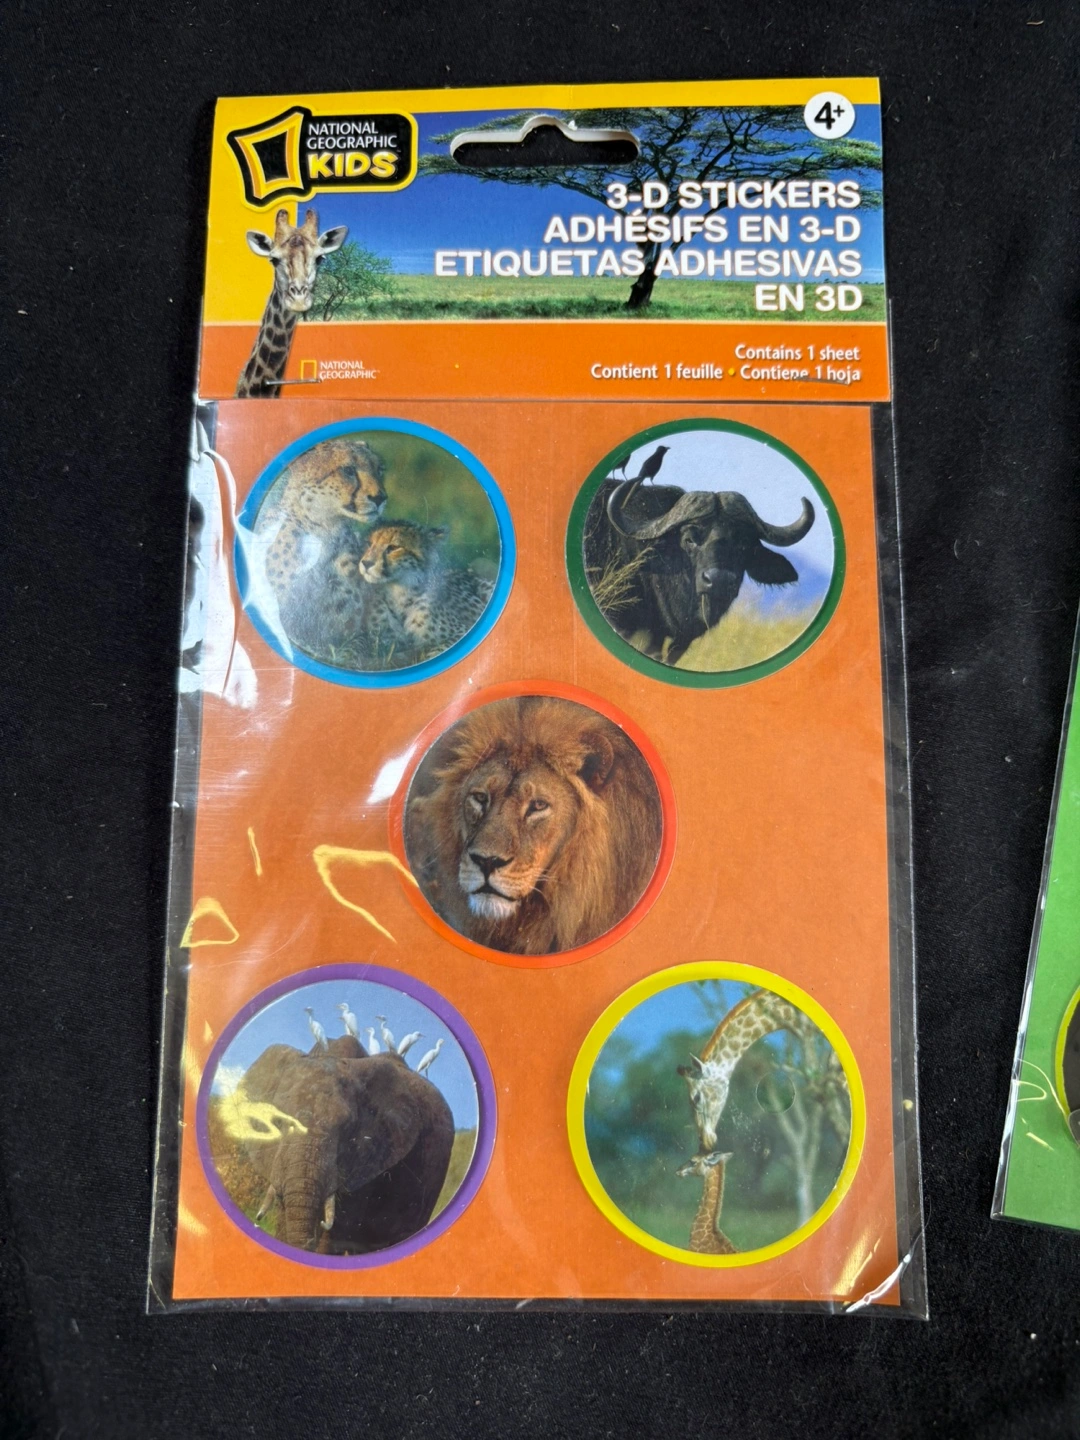 NATIONAL
GEOGRAPHIC
KIDS
4+
3-D STICKERS
ADHÉSIFS EN 3-D
ETIQUETAS ADHESIVAS
EN 3D
NATIONAL
GEOGRAPHIC™
Contains 1 sheet
Contient 1 feuille • Contiene 1 hoja